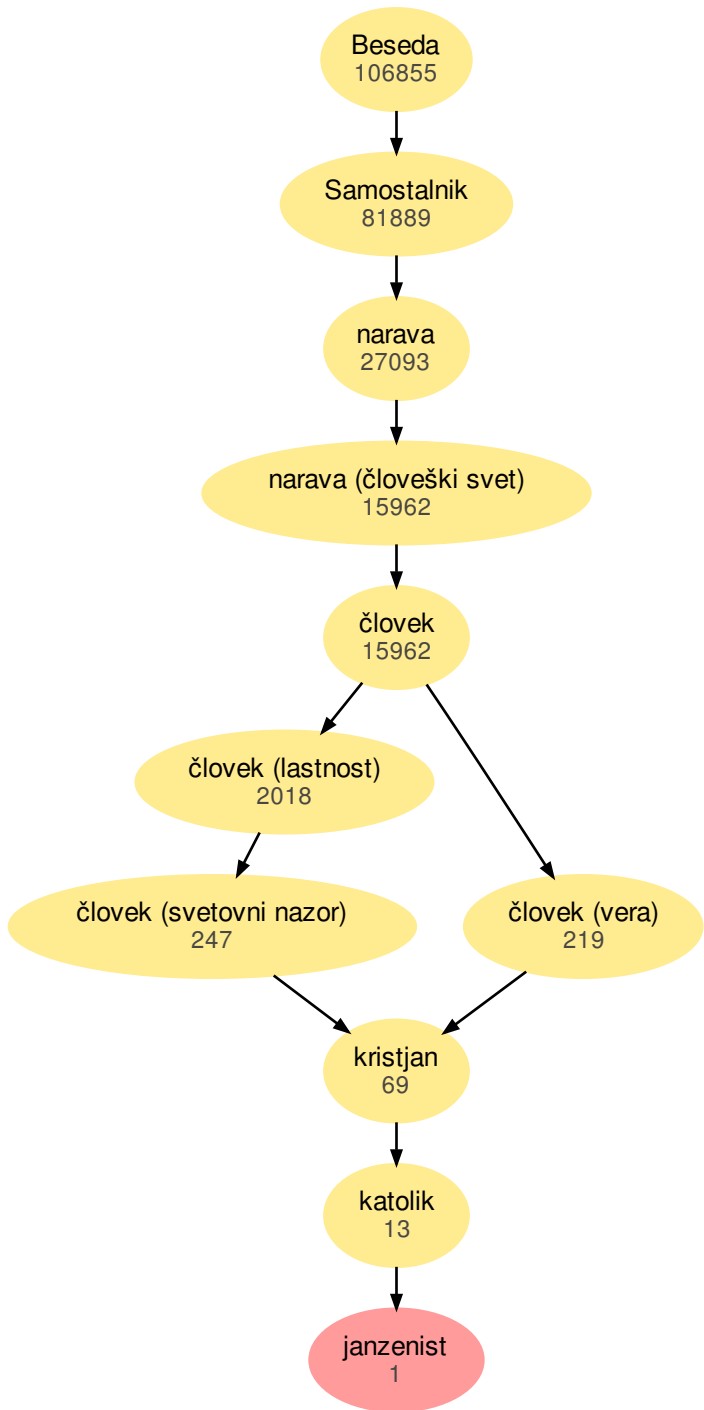 Beseda
106855
Samostalnik
81889
narava
27093
narava (človeški svet)
15962
človek
15962
človek (lastnost)
2018
človek (svetovni nazor)
247
človek (vera)
219
kristjan
69
katolik
13
janzenist
1